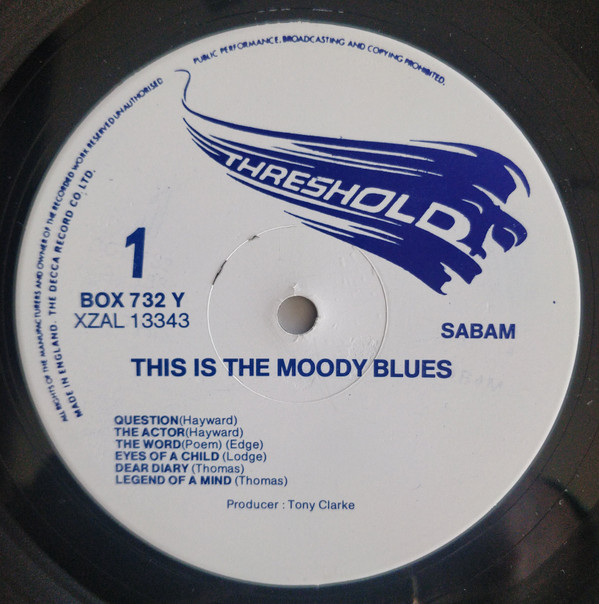 ALL RIGHTS OF THE MANUFACTURERS AND OWNER OF THE RECORDED WORK RESERVED UNAUTHORISED
PUBLIC PERFORMANCE, BROADCASTING AND COPYING PROHIBITED.
MADE IN ENGLAND. THE DECCA RECORD CO. LTD.
THRESHOLD
1
BOX 732 Y
XZAL 13343
SABAM
THIS IS THE MOODY BLUES
QUESTION(Hayward)
THE ACTOR(Hayward)
THE WORD(Poem) (Edge)
EYES OF A CHILD (Lodge)
DEAR DIARY (Thomas)
LEGEND OF A MIND (Thomas)
Producer : Tony Clarke